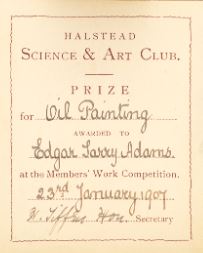 HALSTEAD
SCIENCE & ART CLUB.
PRIZE
for Oil Painting
AWARDED TO
Edgar Adams.
at the Members' Work Competition.
23rd January 1907
Hon. Secretary